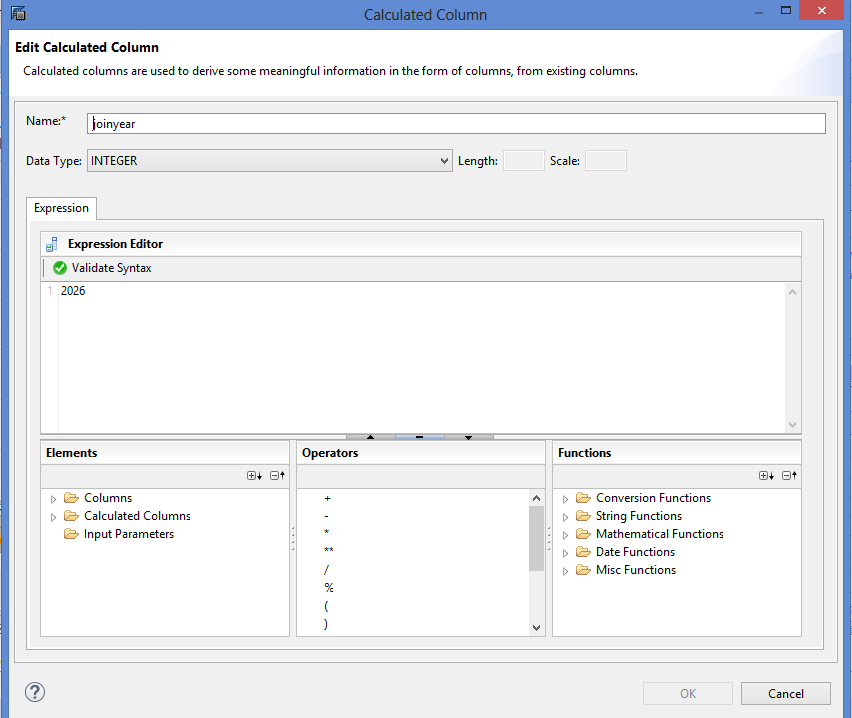 Calculated Column
Edit Calculated Column
Calculated columns are used to derive some meaningful information in the form of columns, from existing columns.
Name:* joinyear
Data Type: INTEGER Length: Scale:
Expression
Expression Editor
Validate Syntax
1 2026
Elements
Columns
Calculated Columns
Input Parameters
Operators
+
-
*
**
/
%
(
)
Functions
Conversion Functions
String Functions
Mathematical Functions
Date Functions
Misc Functions
? OK Cancel